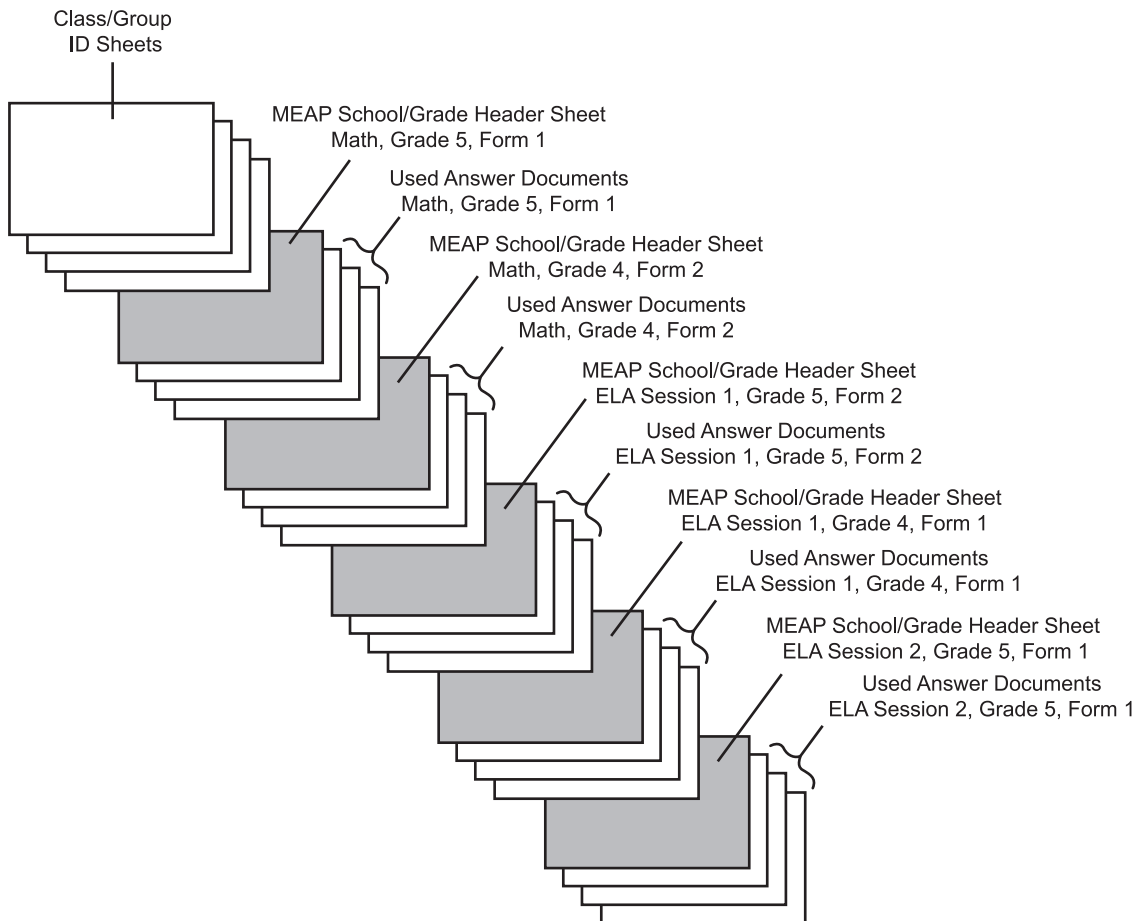 Class/Group
ID Sheets
MEAP School/Grade Header Sheet
Math, Grade 5, Form 1
Used Answer Documents
Math, Grade 5, Form 1
MEAP School/Grade Header Sheet
Math, Grade 4, Form 2
Used Answer Documents
Math, Grade 4, Form 2
MEAP School/Grade Header Sheet
ELA Session 1, Grade 5, Form 2
Used Answer Documents
ELA Session 1, Grade 5, Form 2
MEAP School/Grade Header Sheet
ELA Session 1, Grade 4, Form 1
Used Answer Documents
ELA Session 1, Grade 4, Form 1
MEAP School/Grade Header Sheet
ELA Session 2, Grade 5, Form 1
Used Answer Documents
ELA Session 2, Grade 5, Form 1